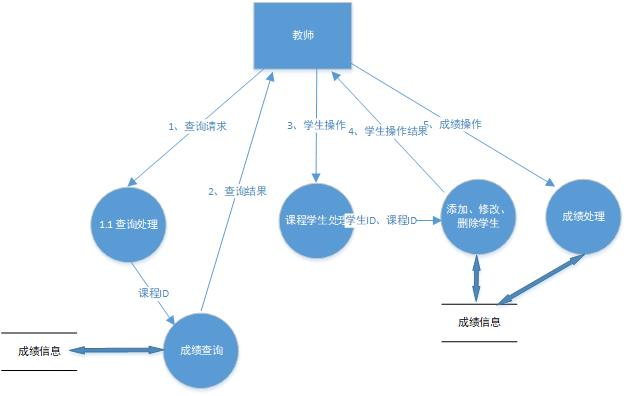 教师
1、查询请求
2、查询结果
3、学生操作
4、学生操作结果
5、成绩操作
1.1 查询处理
课程学生处理
学生ID、课程ID
添加、修改、
删除学生
成绩处理
课程ID
成绩信息
成绩查询
成绩信息